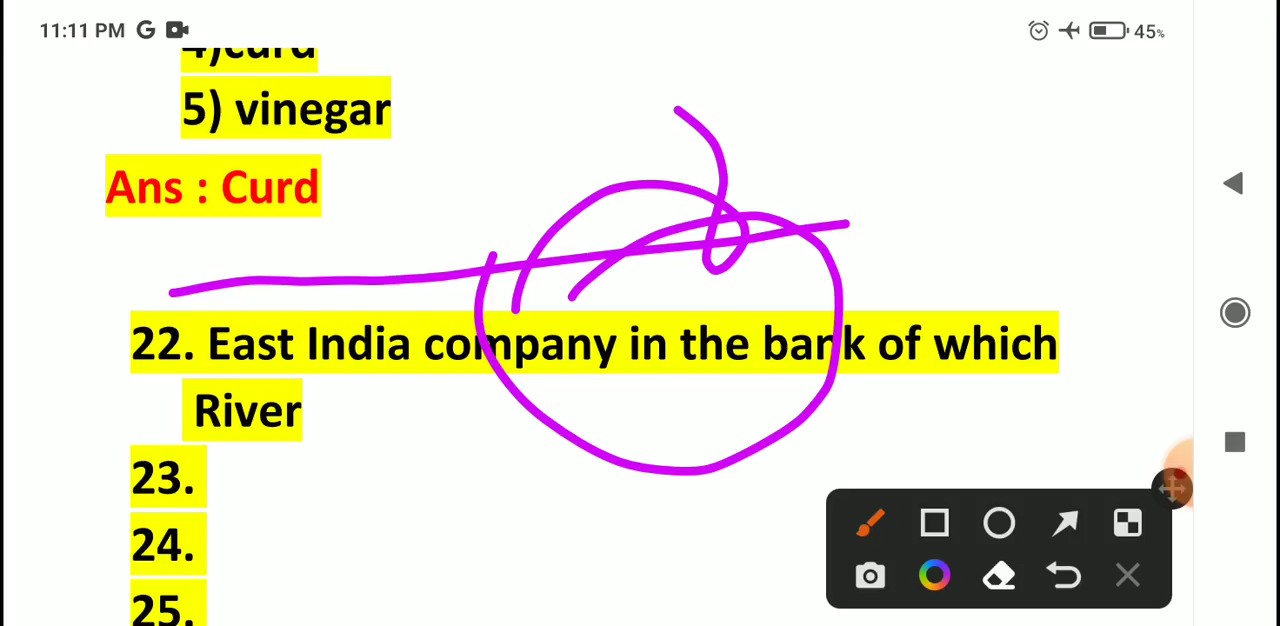 11:11 PM G 45%
4)curd
5) vinegar
Ans : Curd
22. East India company in the bank of which
River
23.
24.
25.